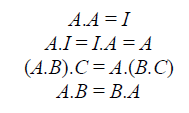 A.A = I
A.I = I.A = A
(A.B).C = A.(B.C)
A.B = B.A